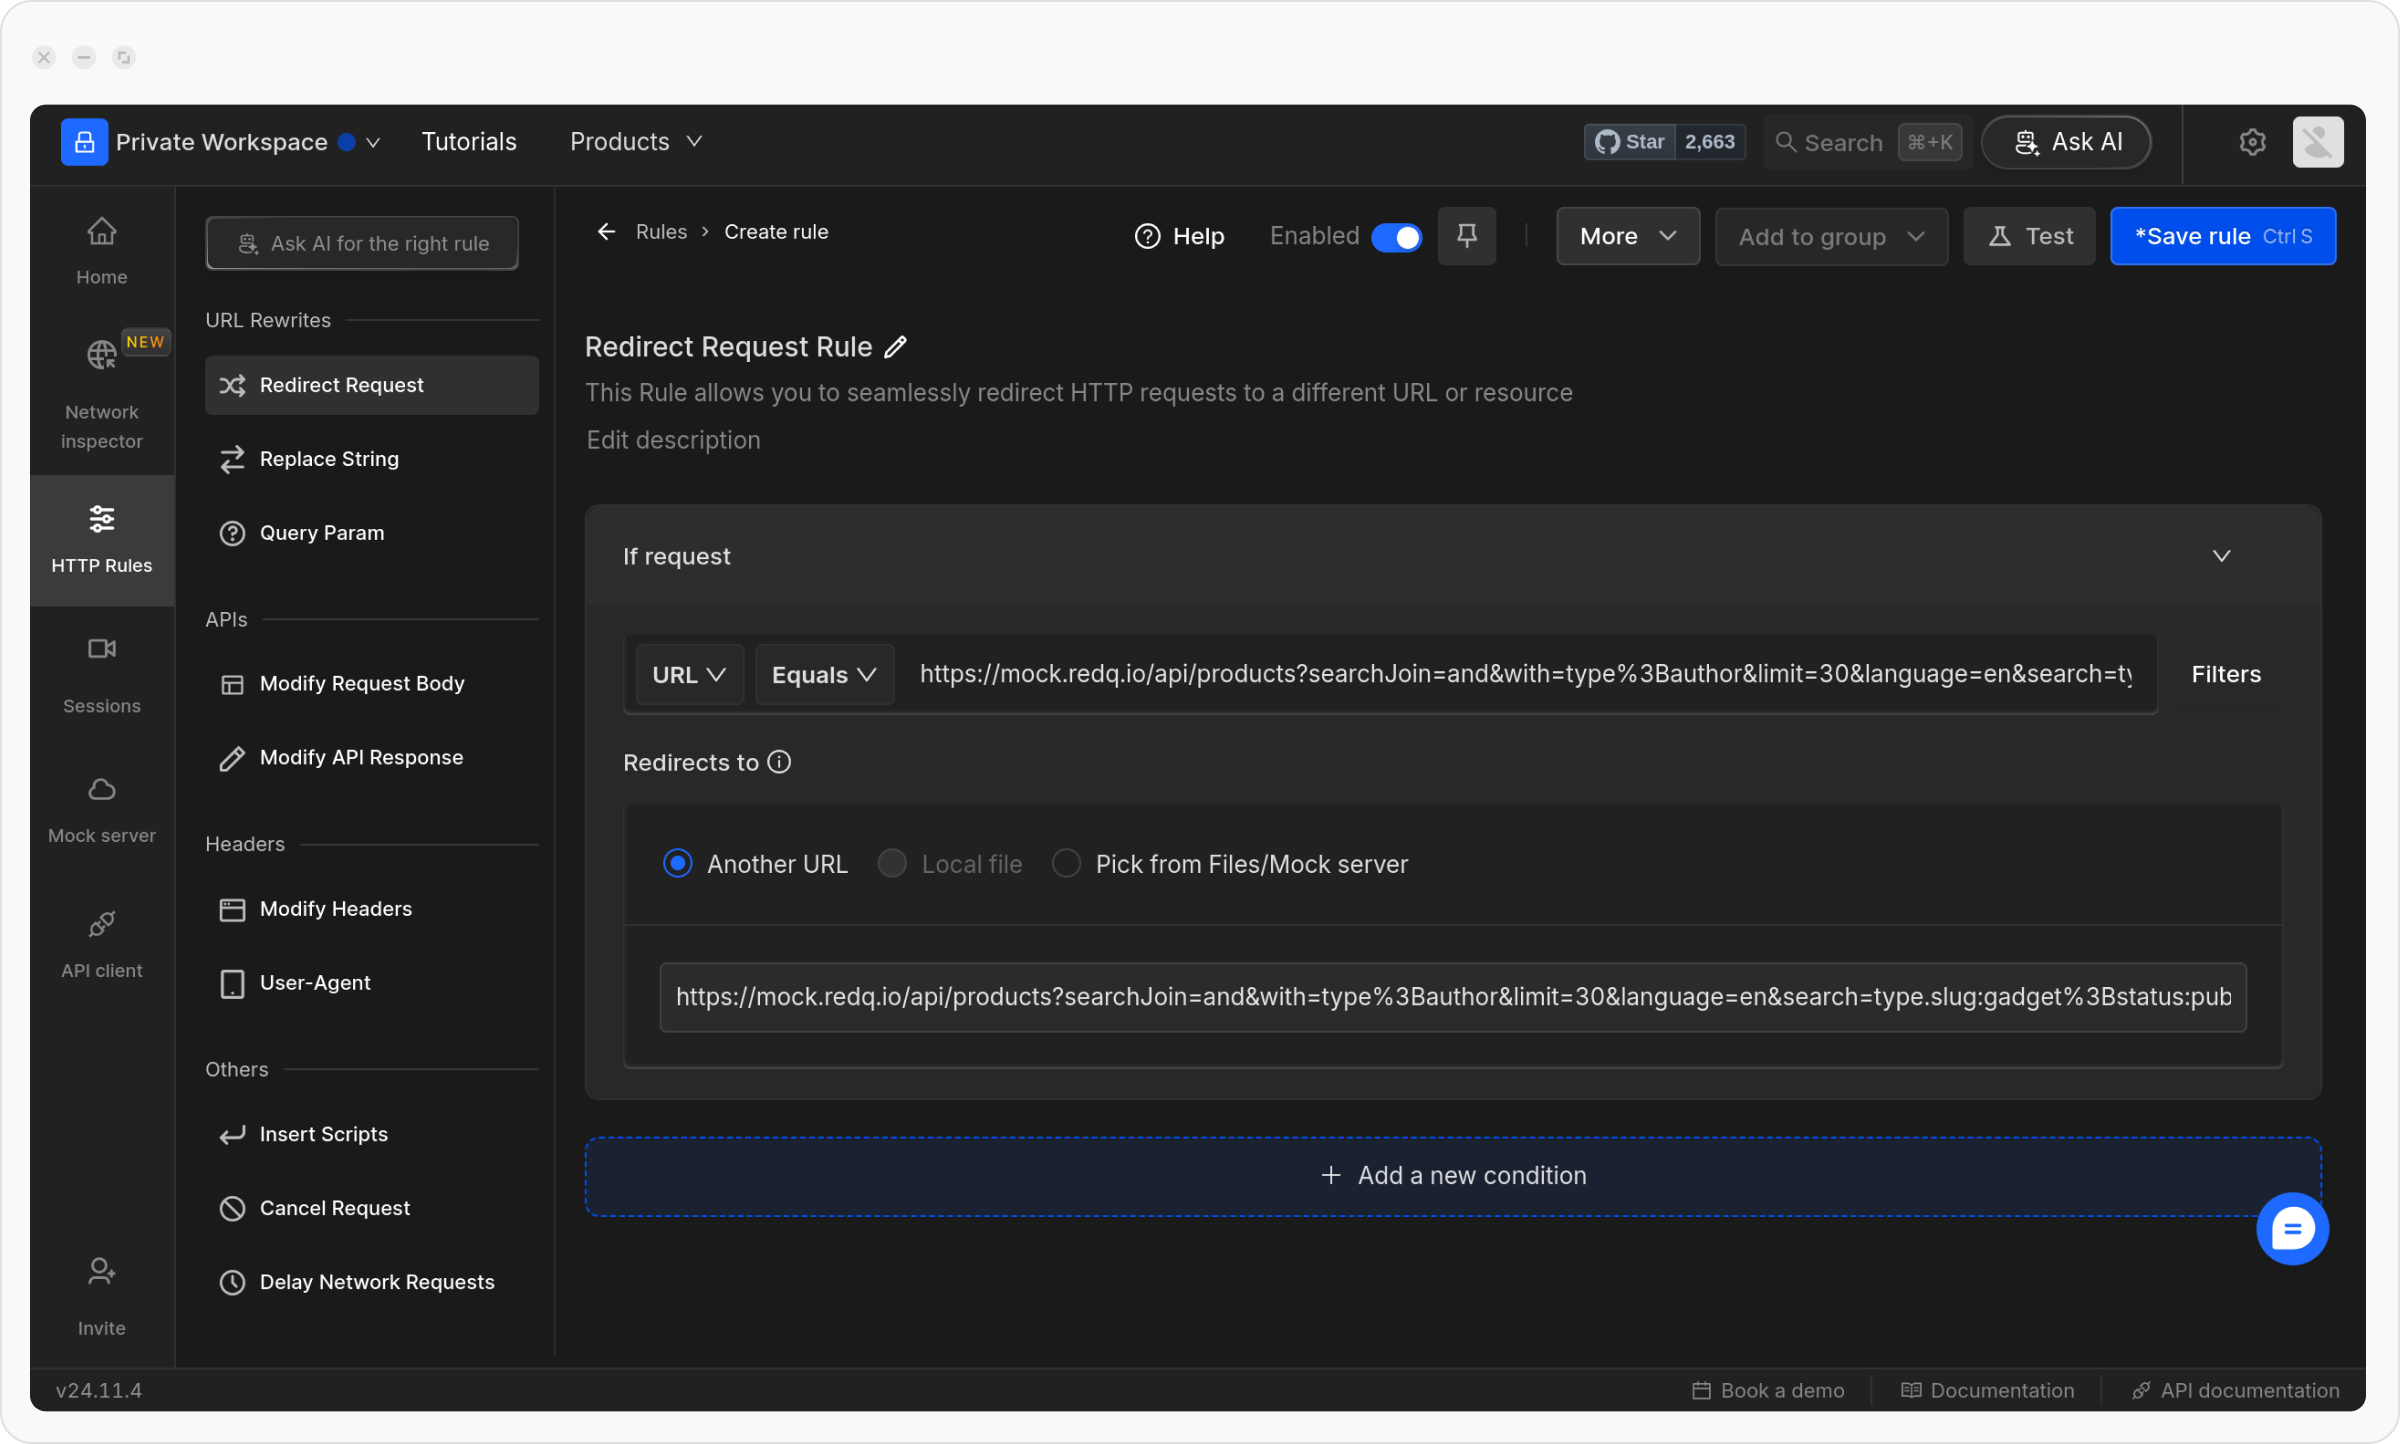 Private Workspace
Tutorials
Products
Star
2,663
Search
⌘+K
Ask AI
Home
NEW
Network
inspector
HTTP Rules
Sessions
Mock server
API client
Invite
Ask AI for the right rule
URL Rewrites
Redirect Request
Replace String
Query Param
APIs
Modify Request Body
Modify API Response
Headers
Modify Headers
User-Agent
Others
Insert Scripts
Cancel Request
Delay Network Requests
Rules > Create rule
Help
Enabled
More
Add to group
Test
*Save rule Ctrl S
Redirect Request Rule
This Rule allows you to seamlessly redirect HTTP requests to a different URL or resource
Edit description
If request
URL
Equals
https://mock.redq.io/api/products?searchJoin=and&with=type%3Bauthor&limit=30&language=en&search=ty
Filters
Redirects to
Another URL
Local file
Pick from Files/Mock server
https://mock.redq.io/api/products?searchJoin=and&with=type%3Bauthor&limit=30&language=en&search=type.slug:gadget%3Bstatus:pub
+ Add a new condition
v24.11.4
Book a demo
Documentation
API documentation